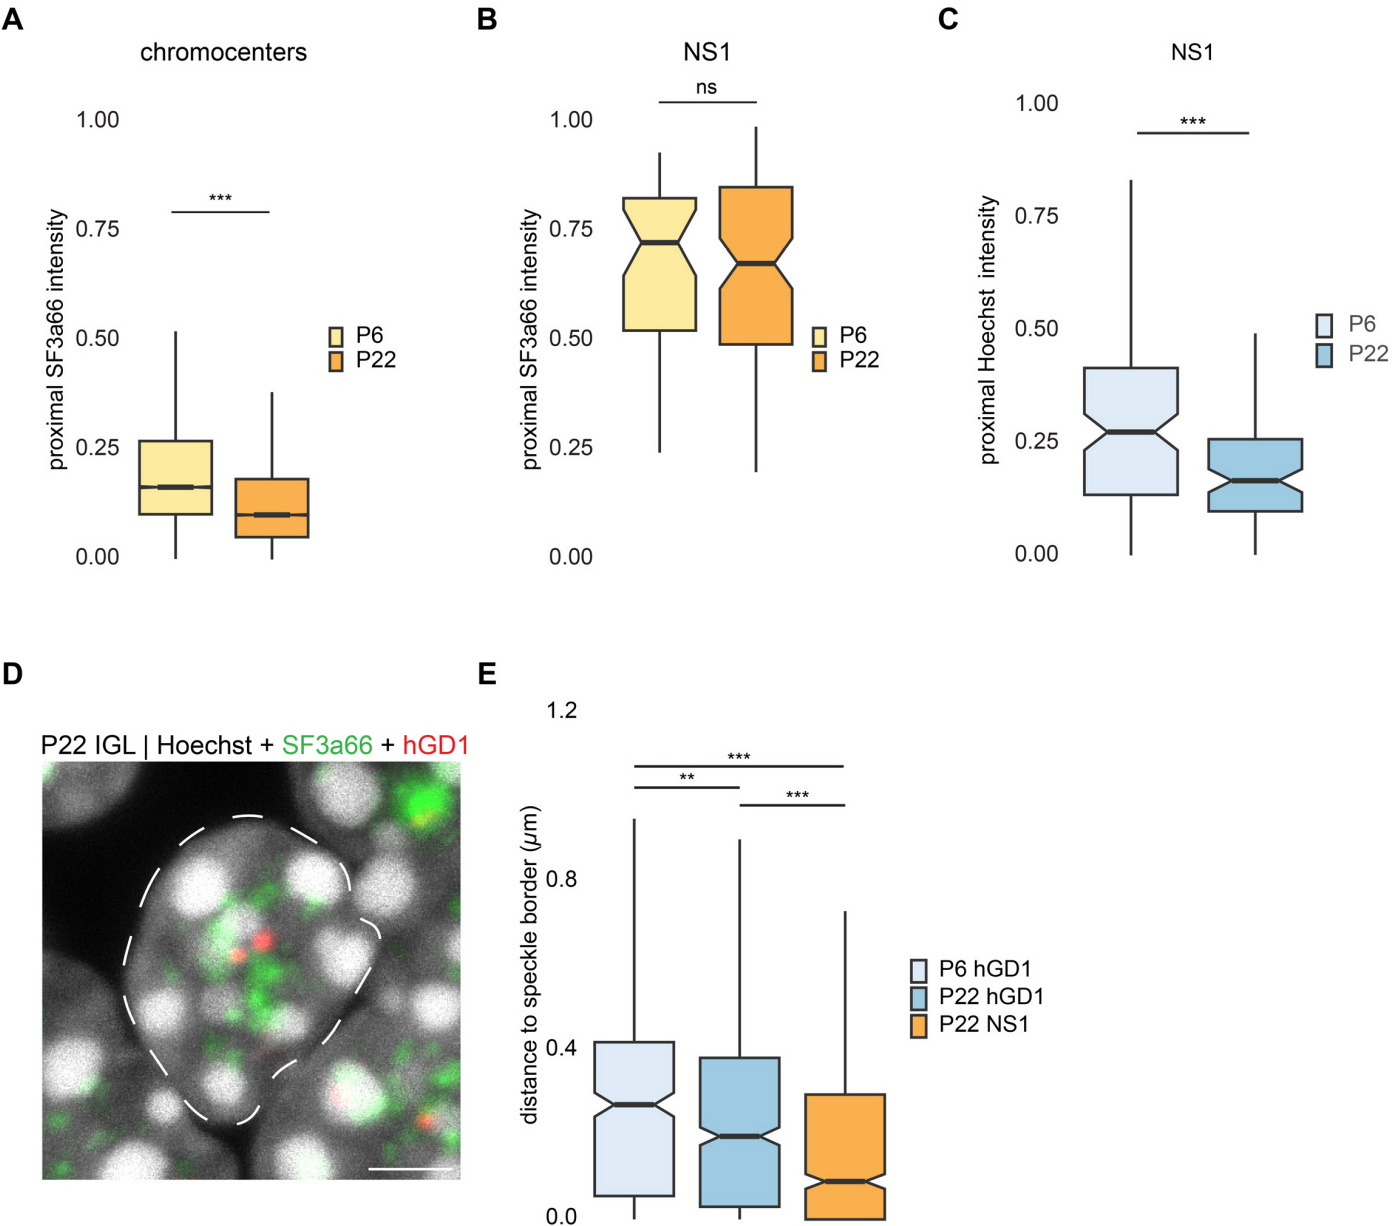 A
chromocenters
proximal SF3a66 intensity
1.00
0.75
0.50
0.25
0.00
***
P6
P22
B
NS1
proximal SF3a66 intensity
1.00
0.75
0.50
0.25
0.00
ns
P6
P22
C
NS1
proximal Hoechst intensity
1.00
0.75
0.50
0.25
0.00
***
P6
P22
D
P22 IGL | Hoechst + SF3a66 + hGD1
E
distance to speckle border (µm)
1.2
0.8
0.4
0.0
***
**
***
P6 hGD1
P22 hGD1
P22 NS1